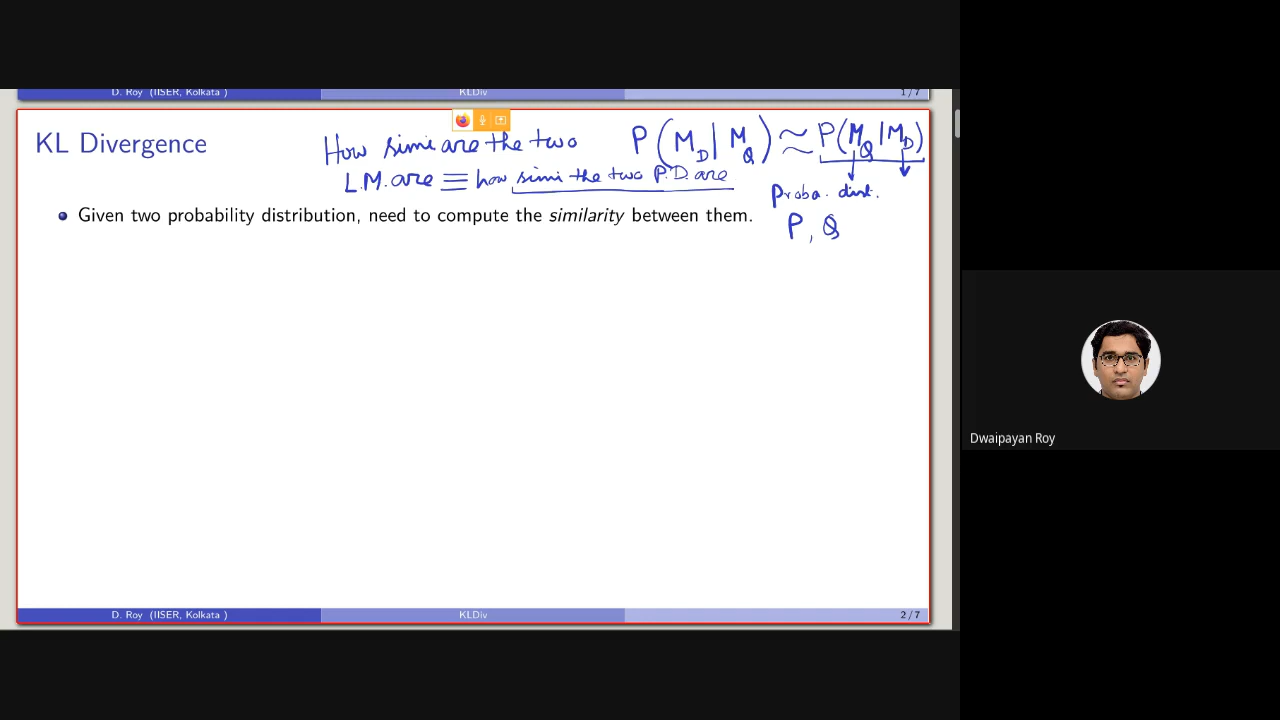 D. Roy (IISER, Kolkata )
KLDiv
1 / 7
KL Divergence
How simi are the two
L.M. are ≡ how simi the two P.D. are
P(M_D | M_Q) ≈ P(M_Q | M_D)
Proba. dist.
P, Q
Given two probability distribution, need to compute the similarity between them.
D. Roy (IISER, Kolkata )
KLDiv
2 / 7
Dwaipayan Roy